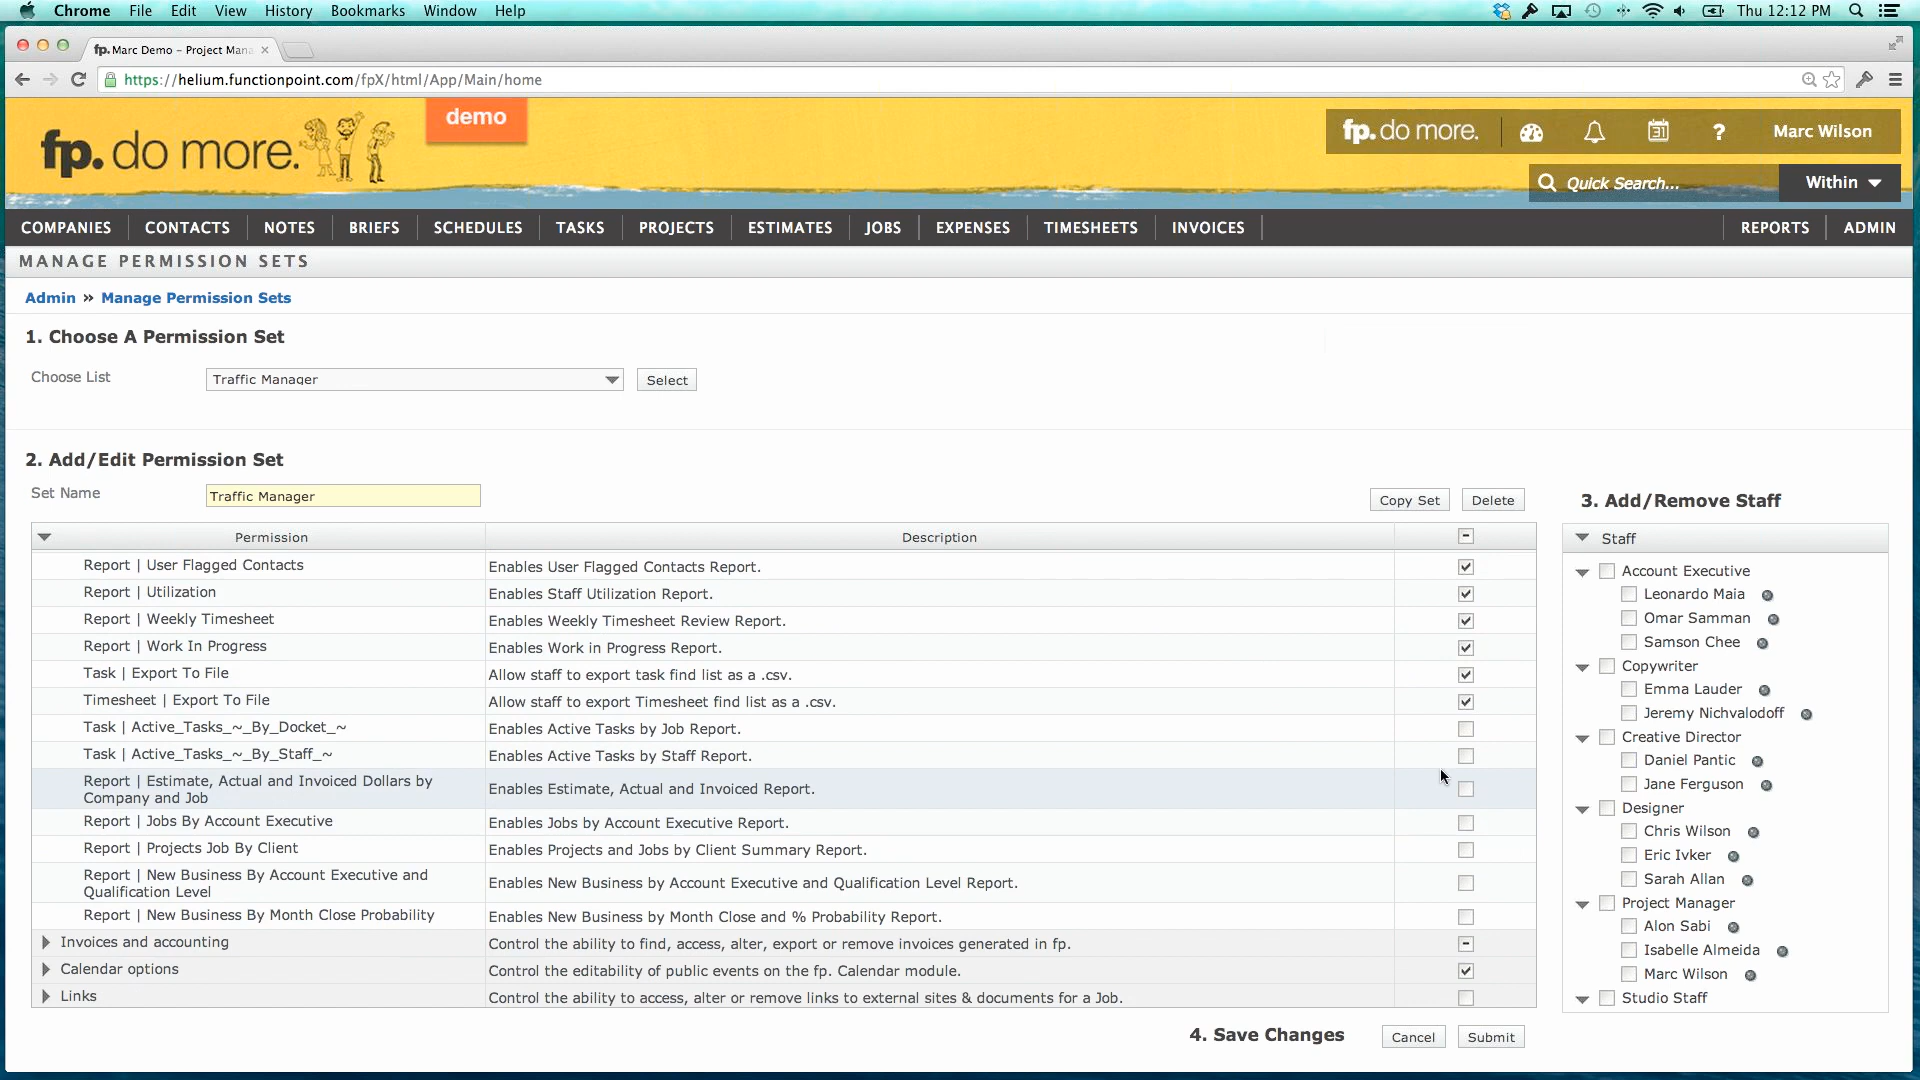 Chrome File Edit View History Bookmarks Window Help Thu 12:12 PM
fp. Marc Demo – Project Mana
https://helium.functionpoint.com/fpX/html/App/Main/home
fp. do more.
demo
fp. do more. 31 ? Marc Wilson
Quick Search... Within
COMPANIES CONTACTS NOTES BRIEFS SCHEDULES TASKS PROJECTS ESTIMATES JOBS EXPENSES TIMESHEETS INVOICES REPORTS ADMIN
MANAGE PERMISSION SETS
Admin » Manage Permission Sets
1. Choose A Permission Set
Choose List Traffic Manager Select
2. Add/Edit Permission Set
Set Name Traffic Manager Copy Set Delete
Permission Description
Report | User Flagged Contacts Enables User Flagged Contacts Report.
Report | Utilization Enables Staff Utilization Report.
Report | Weekly Timesheet Enables Weekly Timesheet Review Report.
Report | Work In Progress Enables Work in Progress Report.
Task | Export To File Allow staff to export task find list as a .csv.
Timesheet | Export To File Allow staff to export Timesheet find list as a .csv.
Task | Active_Tasks_~_By_Docket_~ Enables Active Tasks by Job Report.
Task | Active_Tasks_~_By_Staff_~ Enables Active Tasks by Staff Report.
Report | Estimate, Actual and Invoiced Dollars by
Company and Job Enables Estimate, Actual and Invoiced Report.
Report | Jobs By Account Executive Enables Jobs by Account Executive Report.
Report | Projects Job By Client Enables Projects and Jobs by Client Summary Report.
Report | New Business By Account Executive and
Qualification Level Enables New Business by Account Executive and Qualification Level Report.
Report | New Business By Month Close Probability Enables New Business by Month Close and % Probability Report.
Invoices and accounting Control the ability to find, access, alter, export or remove invoices generated in fp.
Calendar options Control the editability of public events on the fp. Calendar module.
Links Control the ability to access, alter or remove links to external sites & documents for a Job.
3. Add/Remove Staff
Staff
Account Executive
Leonardo Maia
Omar Samman
Samson Chee
Copywriter
Emma Lauder
Jeremy Nichvalodoff
Creative Director
Daniel Pantic
Jane Ferguson
Designer
Chris Wilson
Eric Ivker
Sarah Allan
Project Manager
Alon Sabi
Isabelle Almeida
Marc Wilson
Studio Staff
4. Save Changes Cancel Submit